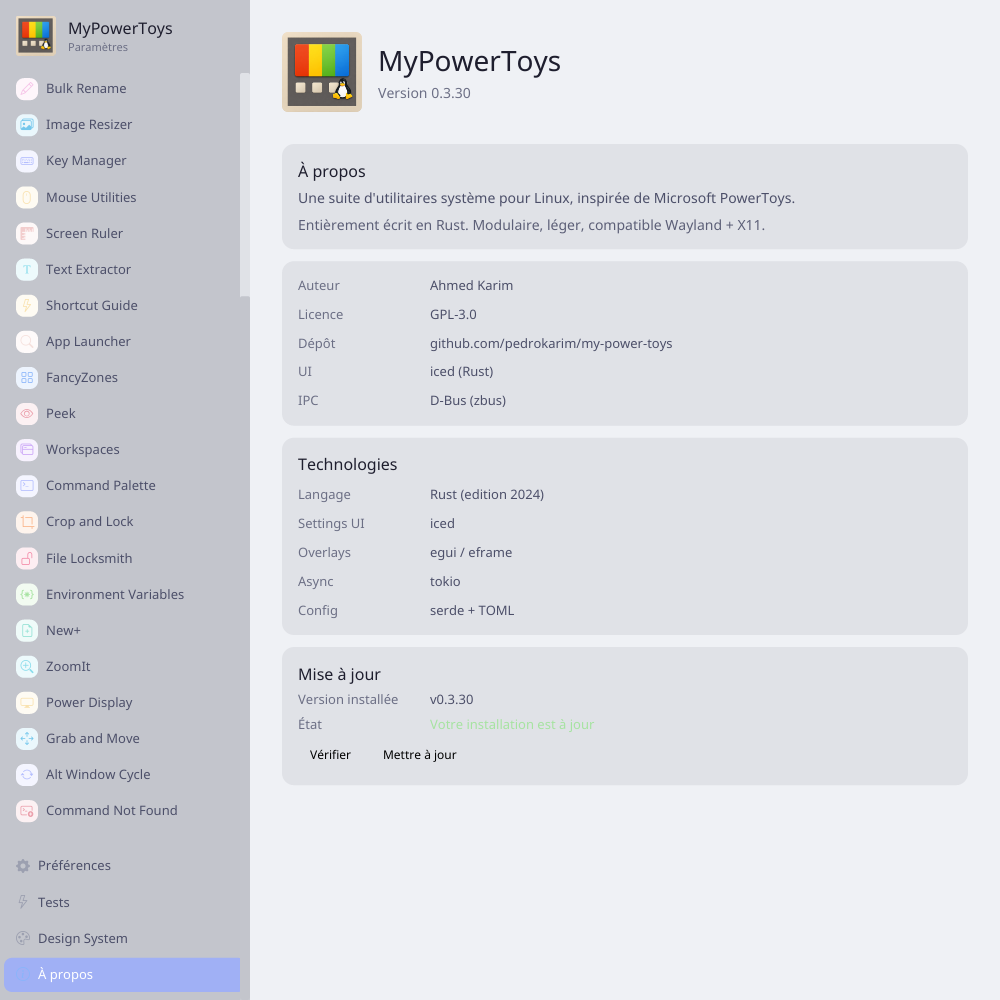 MyPowerToys
Paramètres
Bulk Rename
Image Resizer
Key Manager
Mouse Utilities
Screen Ruler
Text Extractor
Shortcut Guide
App Launcher
FancyZones
Peek
Workspaces
Command Palette
Crop and Lock
File Locksmith
Environment Variables
New+
ZoomIt
Power Display
Grab and Move
Alt Window Cycle
Command Not Found
Préférences
Tests
Design System
À propos
MyPowerToys
Version 0.3.30
À propos
Une suite d'utilitaires système pour Linux, inspirée de Microsoft PowerToys.
Entièrement écrit en Rust. Modulaire, léger, compatible Wayland + X11.
Auteur Ahmed Karim
Licence GPL-3.0
Dépôt github.com/pedrokarim/my-power-toys
UI iced (Rust)
IPC D-Bus (zbus)
Technologies
Langage Rust (edition 2024)
Settings UI iced
Overlays egui / eframe
Async tokio
Config serde + TOML
Mise à jour
Version installée v0.3.30
État Votre installation est à jour
Vérifier Mettre à jour